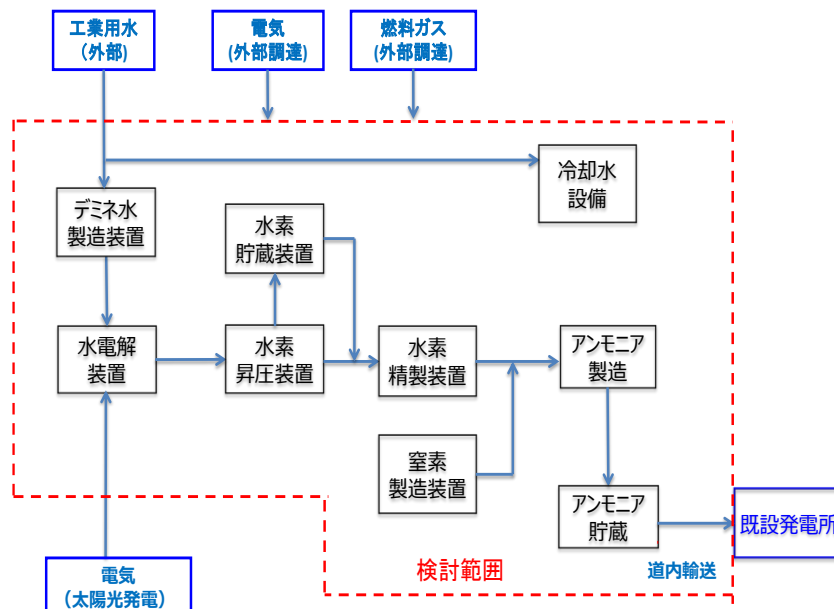 工業用水
（外部）
電気
(外部調達）
燃料ガス
(外部調達）
冷却水
設備
デミネ水
製造装置
水素
貯蔵装置
水電解
装置
水素
昇圧装置
水素
精製装置
アンモニア
製造
窒素
製造装置
アンモニア
貯蔵
既設発電所
検討範囲
道内輸送
電気
（太陽光発電）